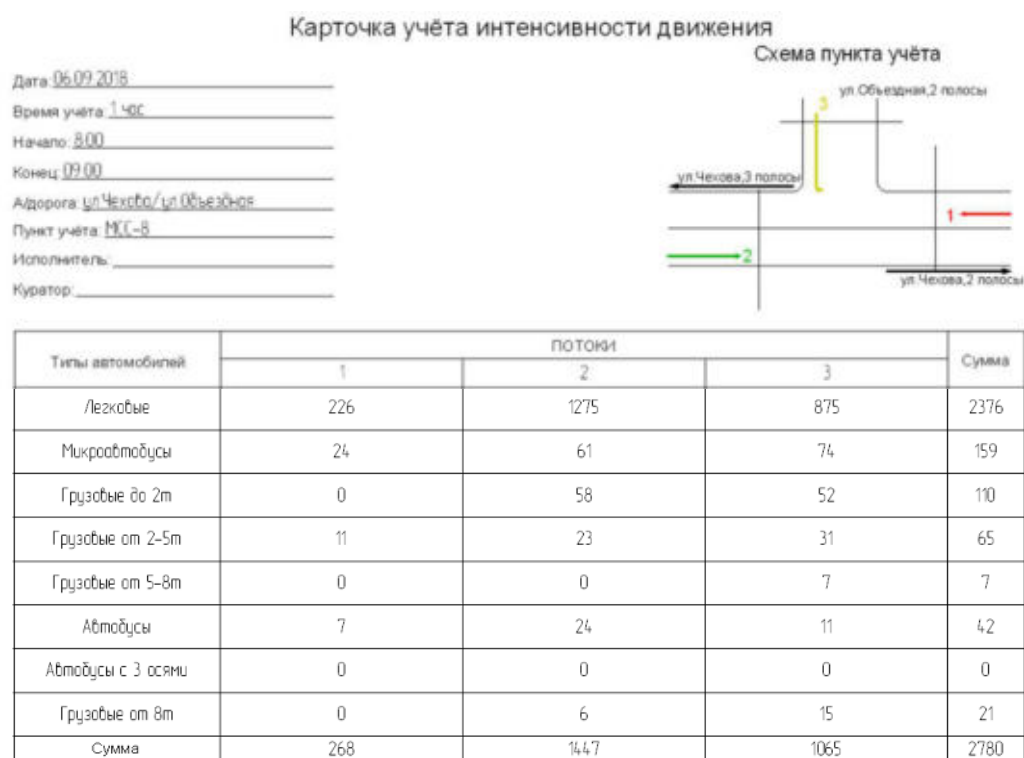 Карточка учёта интенсивности движения
Схема пункта учёта
Дата: 06.09.2018
Время учёта: 1 час
Начало: 8:00
Конец: 09:00
А/дорога: ул.Чехова/ул.Объездная
Пункт учёта: МСС-8
Исполнитель:
Куратор:
ул.Объездная,2 полосы
3
ул.Чехова,3 полосы
1
2
ул.Чехова,2 полосы
Типы автомобилей ПОТОКИ Сумма
1 2 3
Легковые 226 1275 875 2376
Микроавтобусы 24 61 74 159
Грузовые до 2т 0 58 52 110
Грузовые от 2-5т 11 23 31 65
Грузовые от 5-8т 0 0 7 7
Автобусы 7 24 11 42
Автобусы с 3 осями 0 0 0 0
Грузовые от 8т 0 6 15 21
Сумма 268 1447 1065 2780